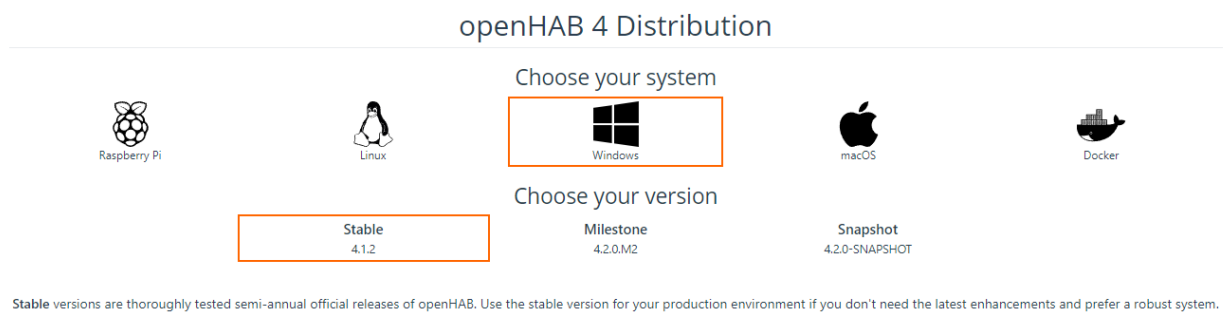 openHAB 4 Distribution
Choose your system
Raspberry Pi
Linux
Windows
macOS
Docker
Choose your version
Stable
4.1.2
Milestone
4.2.0.M2
Snapshot
4.2.0-SNAPSHOT
Stable versions are thoroughly tested semi-annual official releases of openHAB. Use the stable version for your production environment if you don't need the latest enhancements and prefer a robust system.